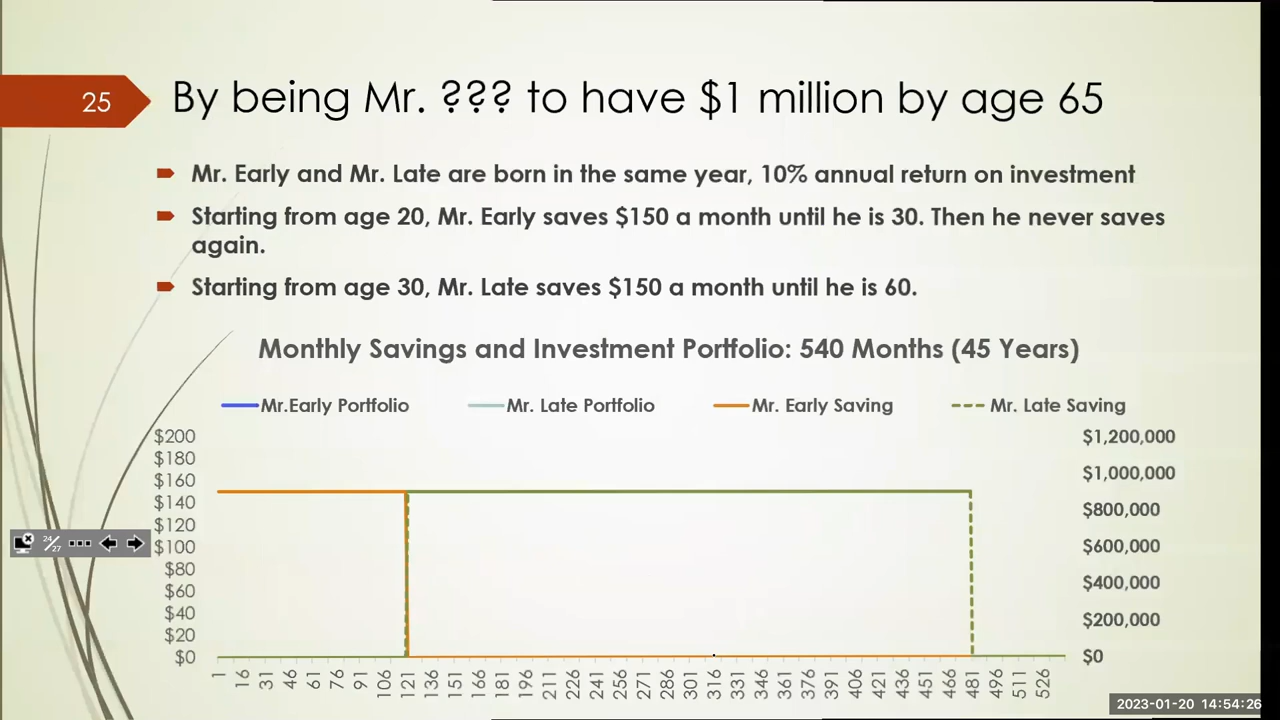 25
By being Mr. ??? to have $1 million by age 65
Mr. Early and Mr. Late are born in the same year, 10% annual return on investment
Starting from age 20, Mr. Early saves $150 a month until he is 30. Then he never saves
again.
Starting from age 30, Mr. Late saves $150 a month until he is 60.
Monthly Savings and Investment Portfolio: 540 Months (45 Years)
Mr.Early Portfolio Mr. Late Portfolio Mr. Early Saving Mr. Late Saving
$200 $1,200,000
$180
$160 $1,000,000
$140 $800,000
$120
$100 $600,000
$80
$60 $400,000
$40
$20 $200,000
$0 $0
24/27
1 16 31 46 61 76 91 106 121 136 151 166 181 196 211 226 241 256 271 286 301 316 331 346 361 376 391 406 421 436 451 466 481 496 511 526
2023-01-20 14:54:26